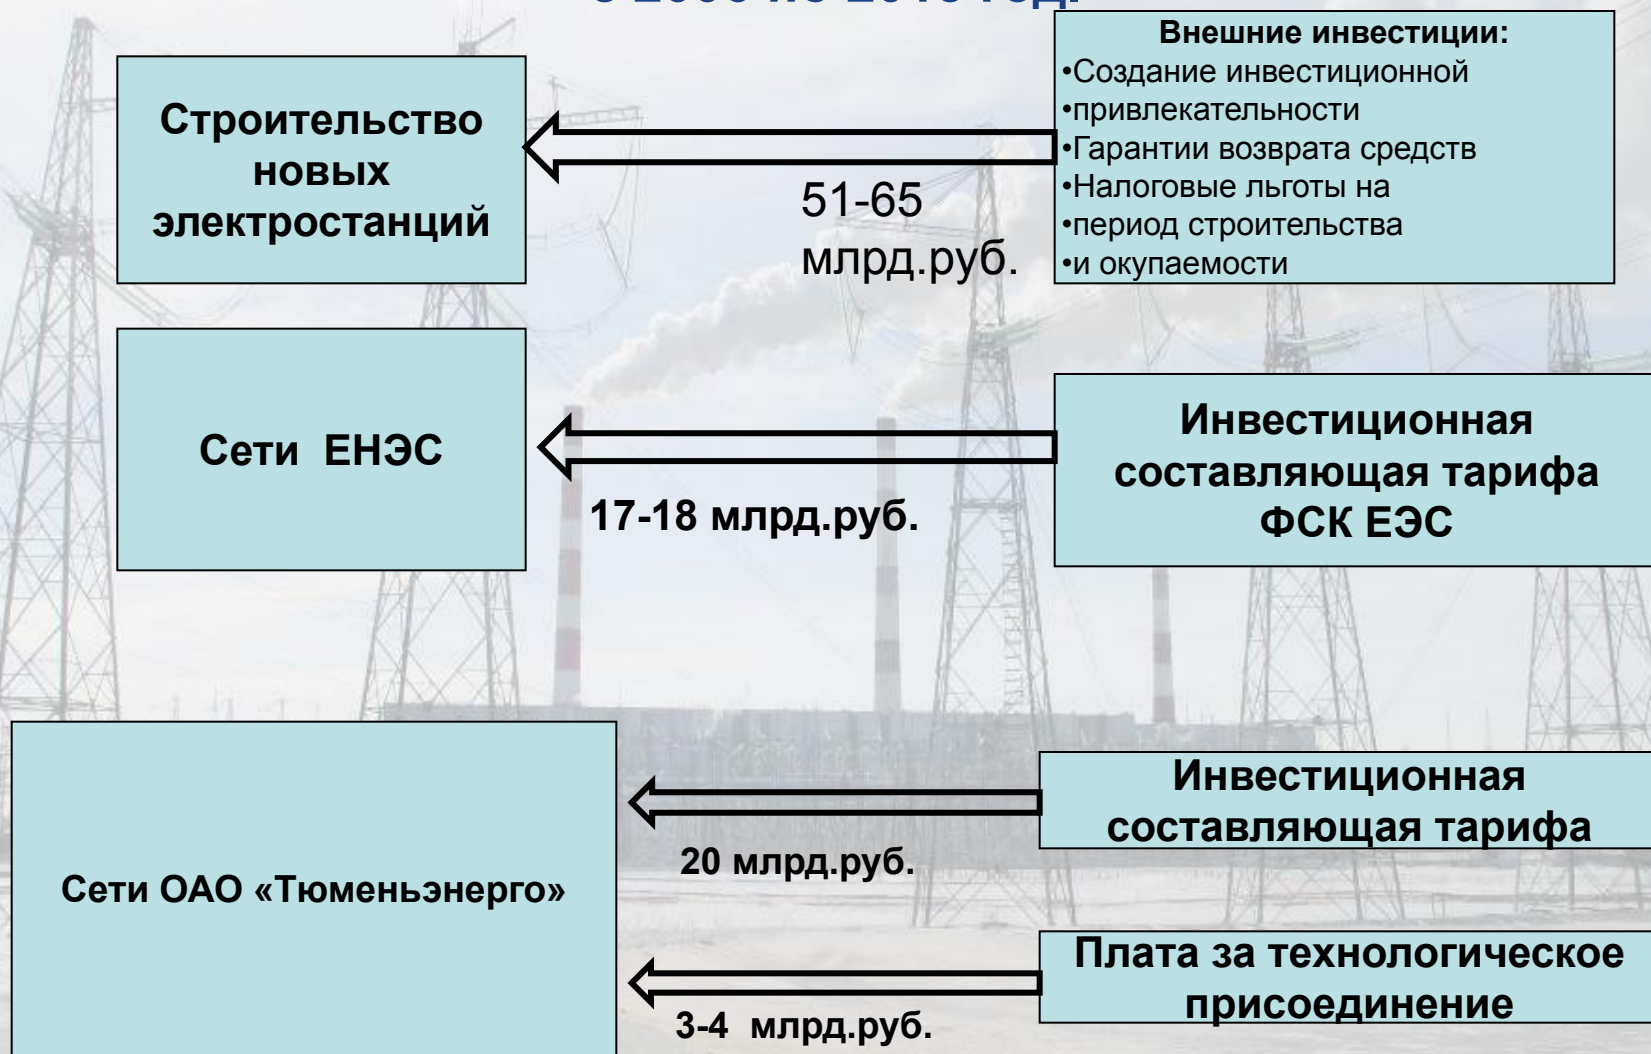 Внешние инвестиции:
•Создание инвестиционной
•привлекательности
•Гарантии возврата средств
•Налоговые льготы на
•период строительства
•и окупаемости
Строительство
новых
электростанций
51-65
млрд.руб.
Сети ЕНЭС
17-18 млрд.руб.
Инвестиционная
составляющая тарифа
ФСК ЕЭС
Сети ОАО «Тюменьэнерго»
Инвестиционная
составляющая тарифа
20 млрд.руб.
Плата за технологическое
присоединение
3-4 млрд.руб.